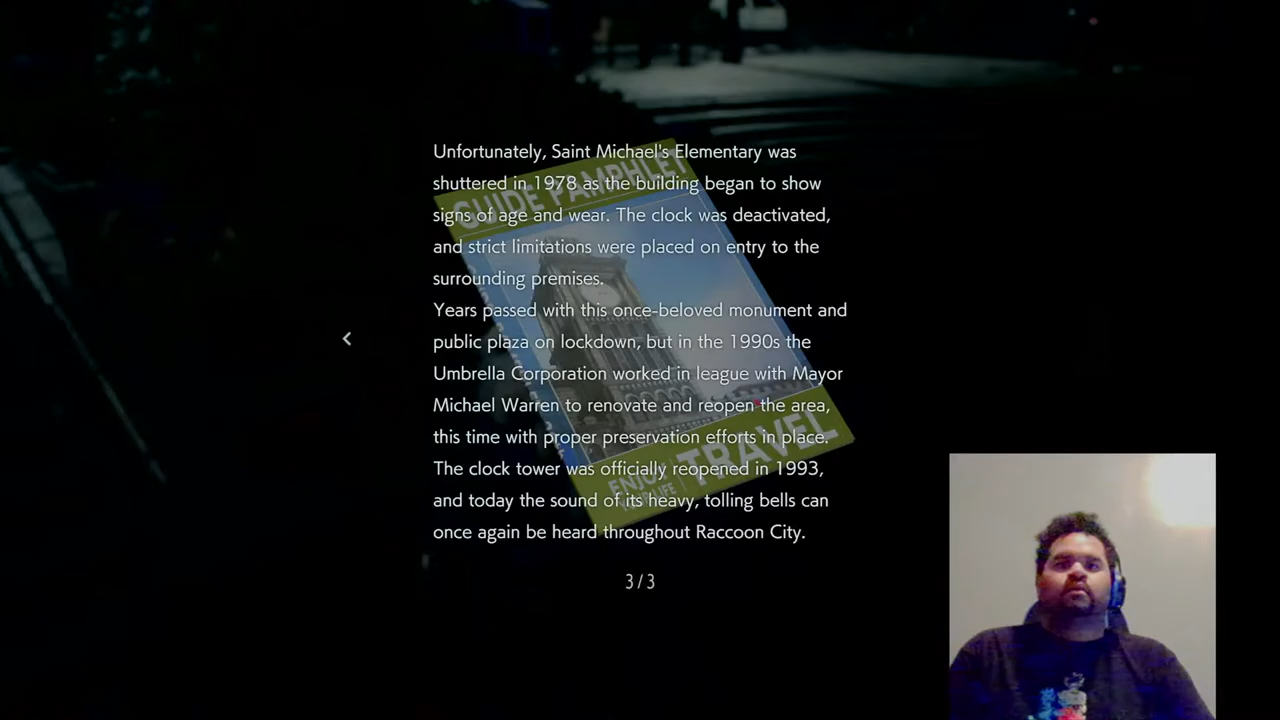 Unfortunately, Saint Michael's Elementary was
shuttered in 1978 as the building began to show
signs of age and wear. The clock was deactivated,
and strict limitations were placed on entry to the
surrounding premises.
Years passed with this once-beloved monument and
public plaza on lockdown, but in the 1990s the
Umbrella Corporation worked in league with Mayor
Michael Warren to renovate and reopen the area,
this time with proper preservation efforts in place.
The clock tower was officially reopened in 1993,
and today the sound of its heavy, tolling bells can
once again be heard throughout Raccoon City.
3/3
GUIDE PAMPHLET
ENJOY
LIFE
TRAVEL